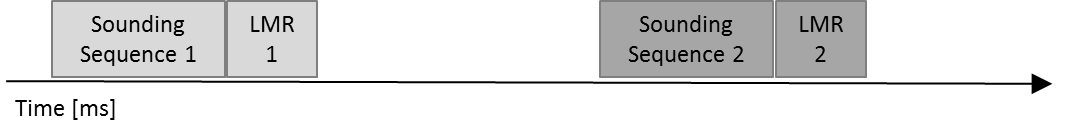 Sounding
Sequence 1
LMR
1
Sounding
Sequence 2
LMR
2
Time [ms]